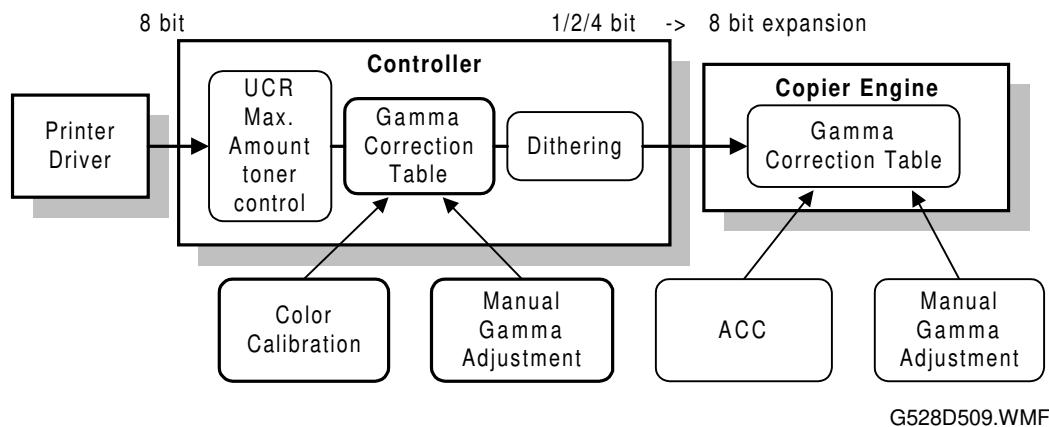 8 bit
1/2/4 bit -> 8 bit expansion
Controller
Copier Engine
Printer
Driver
UCR
Max.
Amount
toner
control
Gamma
Correction
Table
Dithering
Gamma
Correction Table
Color
Calibration
Manual
Gamma
Adjustment
ACC
Manual
Gamma
Adjustment
G528D509.WMF